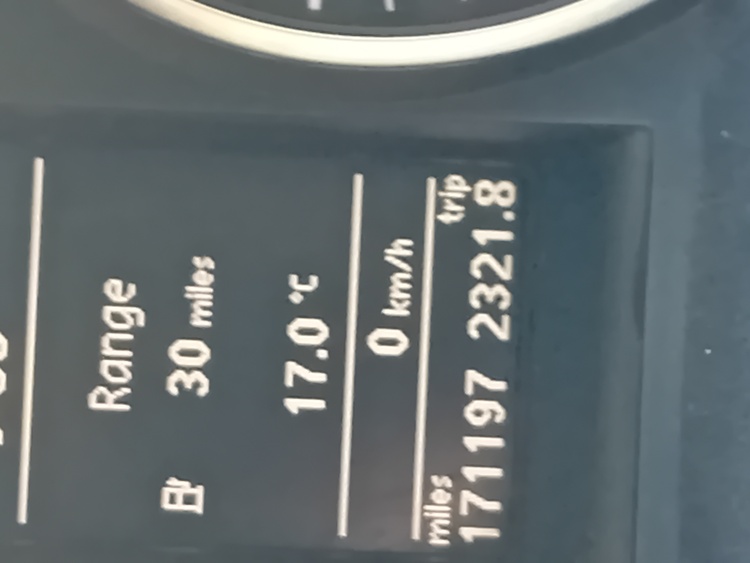 Range
30 miles
17.0 °C
0 km/h
miles trip
171197 2321.8